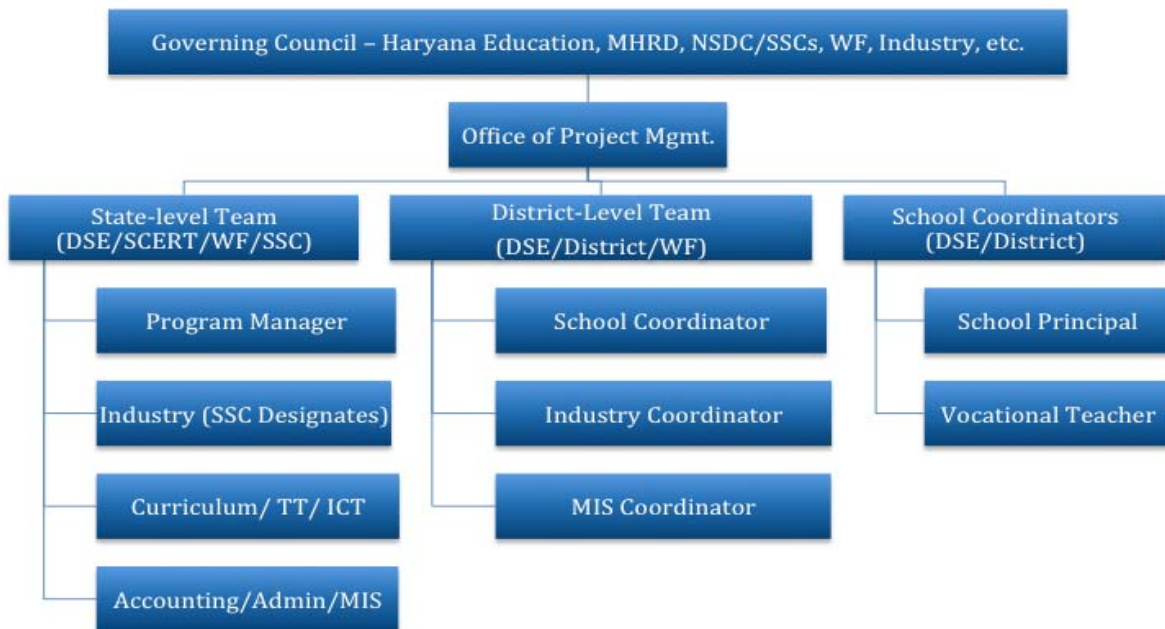 Governing Council – Haryana Education, MHRD, NSDC/SSCs, WF, Industry, etc.
Office of Project Mgmt.
State-level Team
(DSE/SCERT/WF/SSC)
Program Manager
Industry (SSC Designates)
Curriculum/ TT/ ICT
Accounting/Admin/MIS
District-Level Team
(DSE/District/WF)
School Coordinator
Industry Coordinator
MIS Coordinator
School Coordinators
(DSE/District)
School Principal
Vocational Teacher